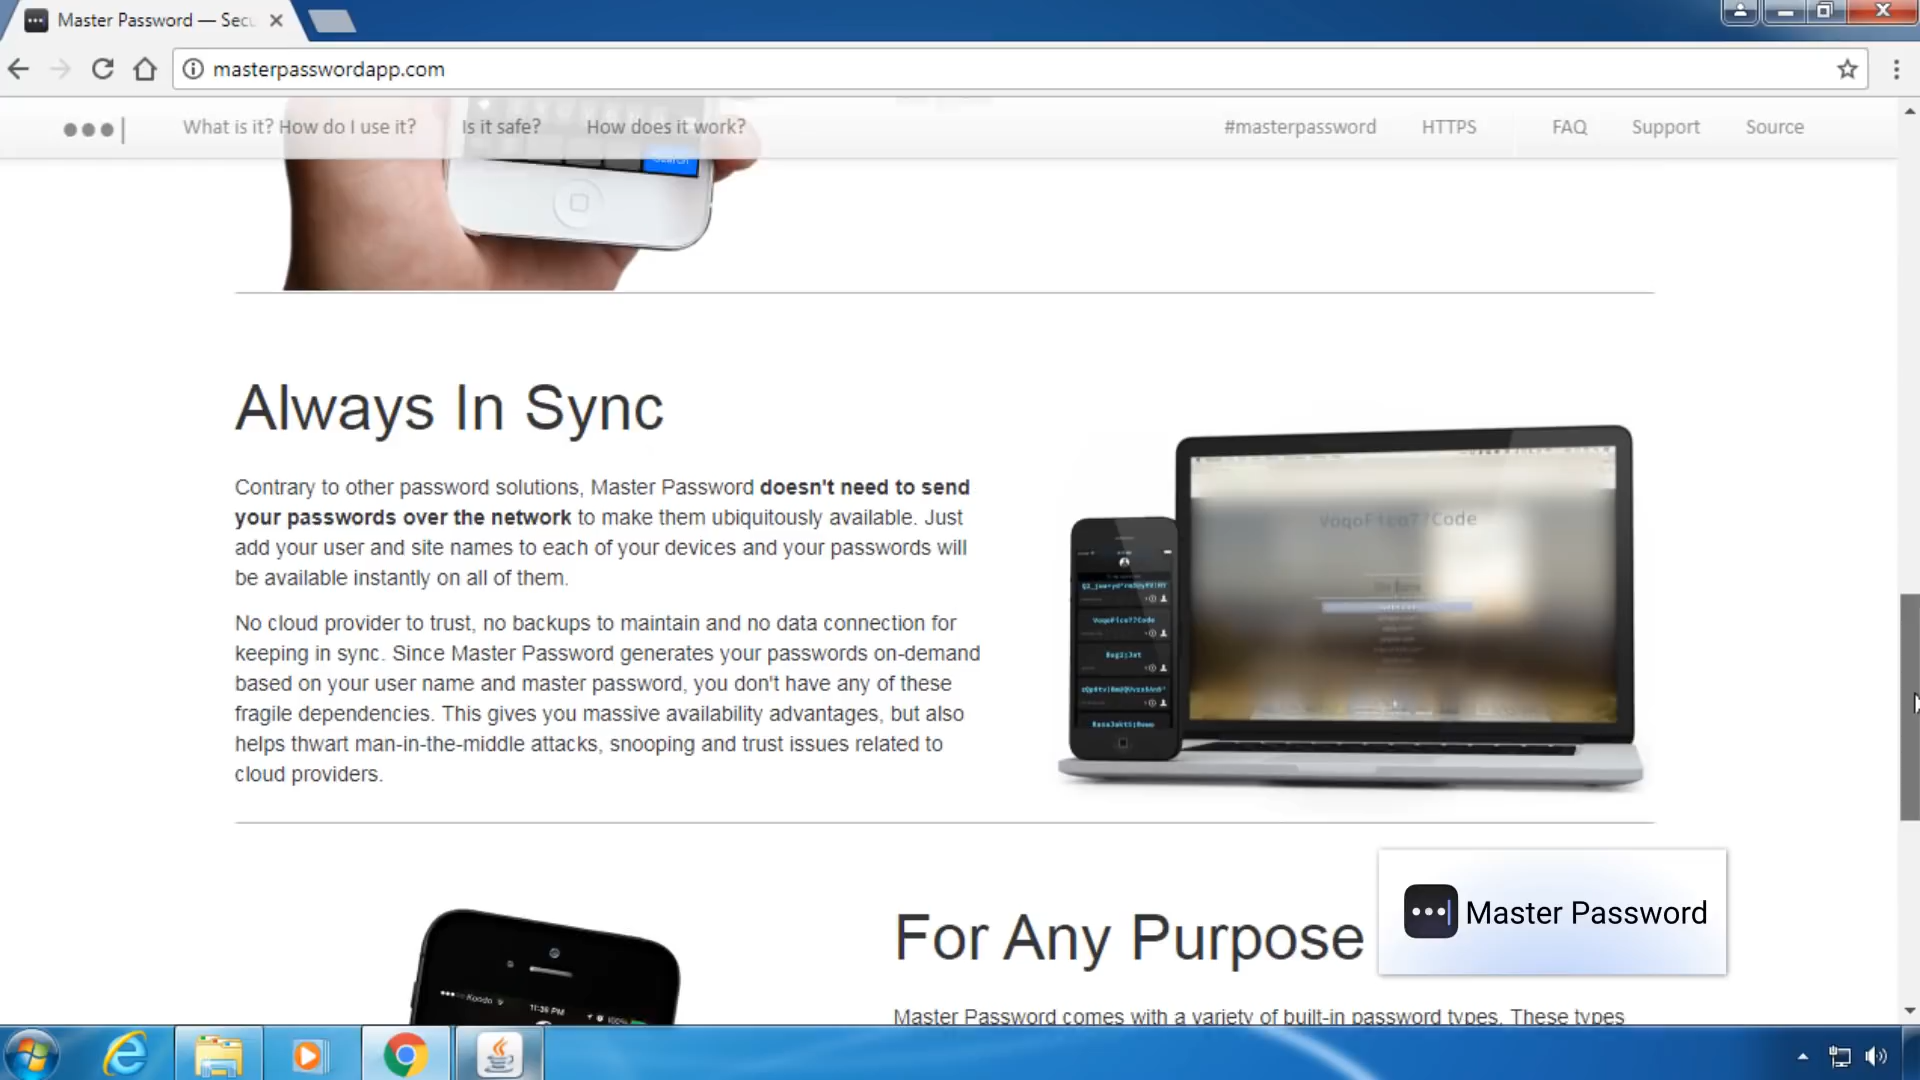 Master Password — Secu
masterpasswordapp.com
What is it? How do I use it? Is it safe? How does it work? #masterpassword HTTPS FAQ Support Source
Always In Sync
Contrary to other password solutions, Master Password doesn't need to send
your passwords over the network to make them ubiquitously available. Just
add your user and site names to each of your devices and your passwords will
be available instantly on all of them.
No cloud provider to trust, no backups to maintain and no data connection for
keeping in sync. Since Master Password generates your passwords on-demand
based on your user name and master password, you don't have any of these
fragile dependencies. This gives you massive availability advantages, but also
helps thwart man-in-the-middle attacks, snooping and trust issues related to
cloud providers.
For Any Purpose
Master Password
Koodo 11:36 PM 100%
Master Password comes with a variety of built-in password types. These types